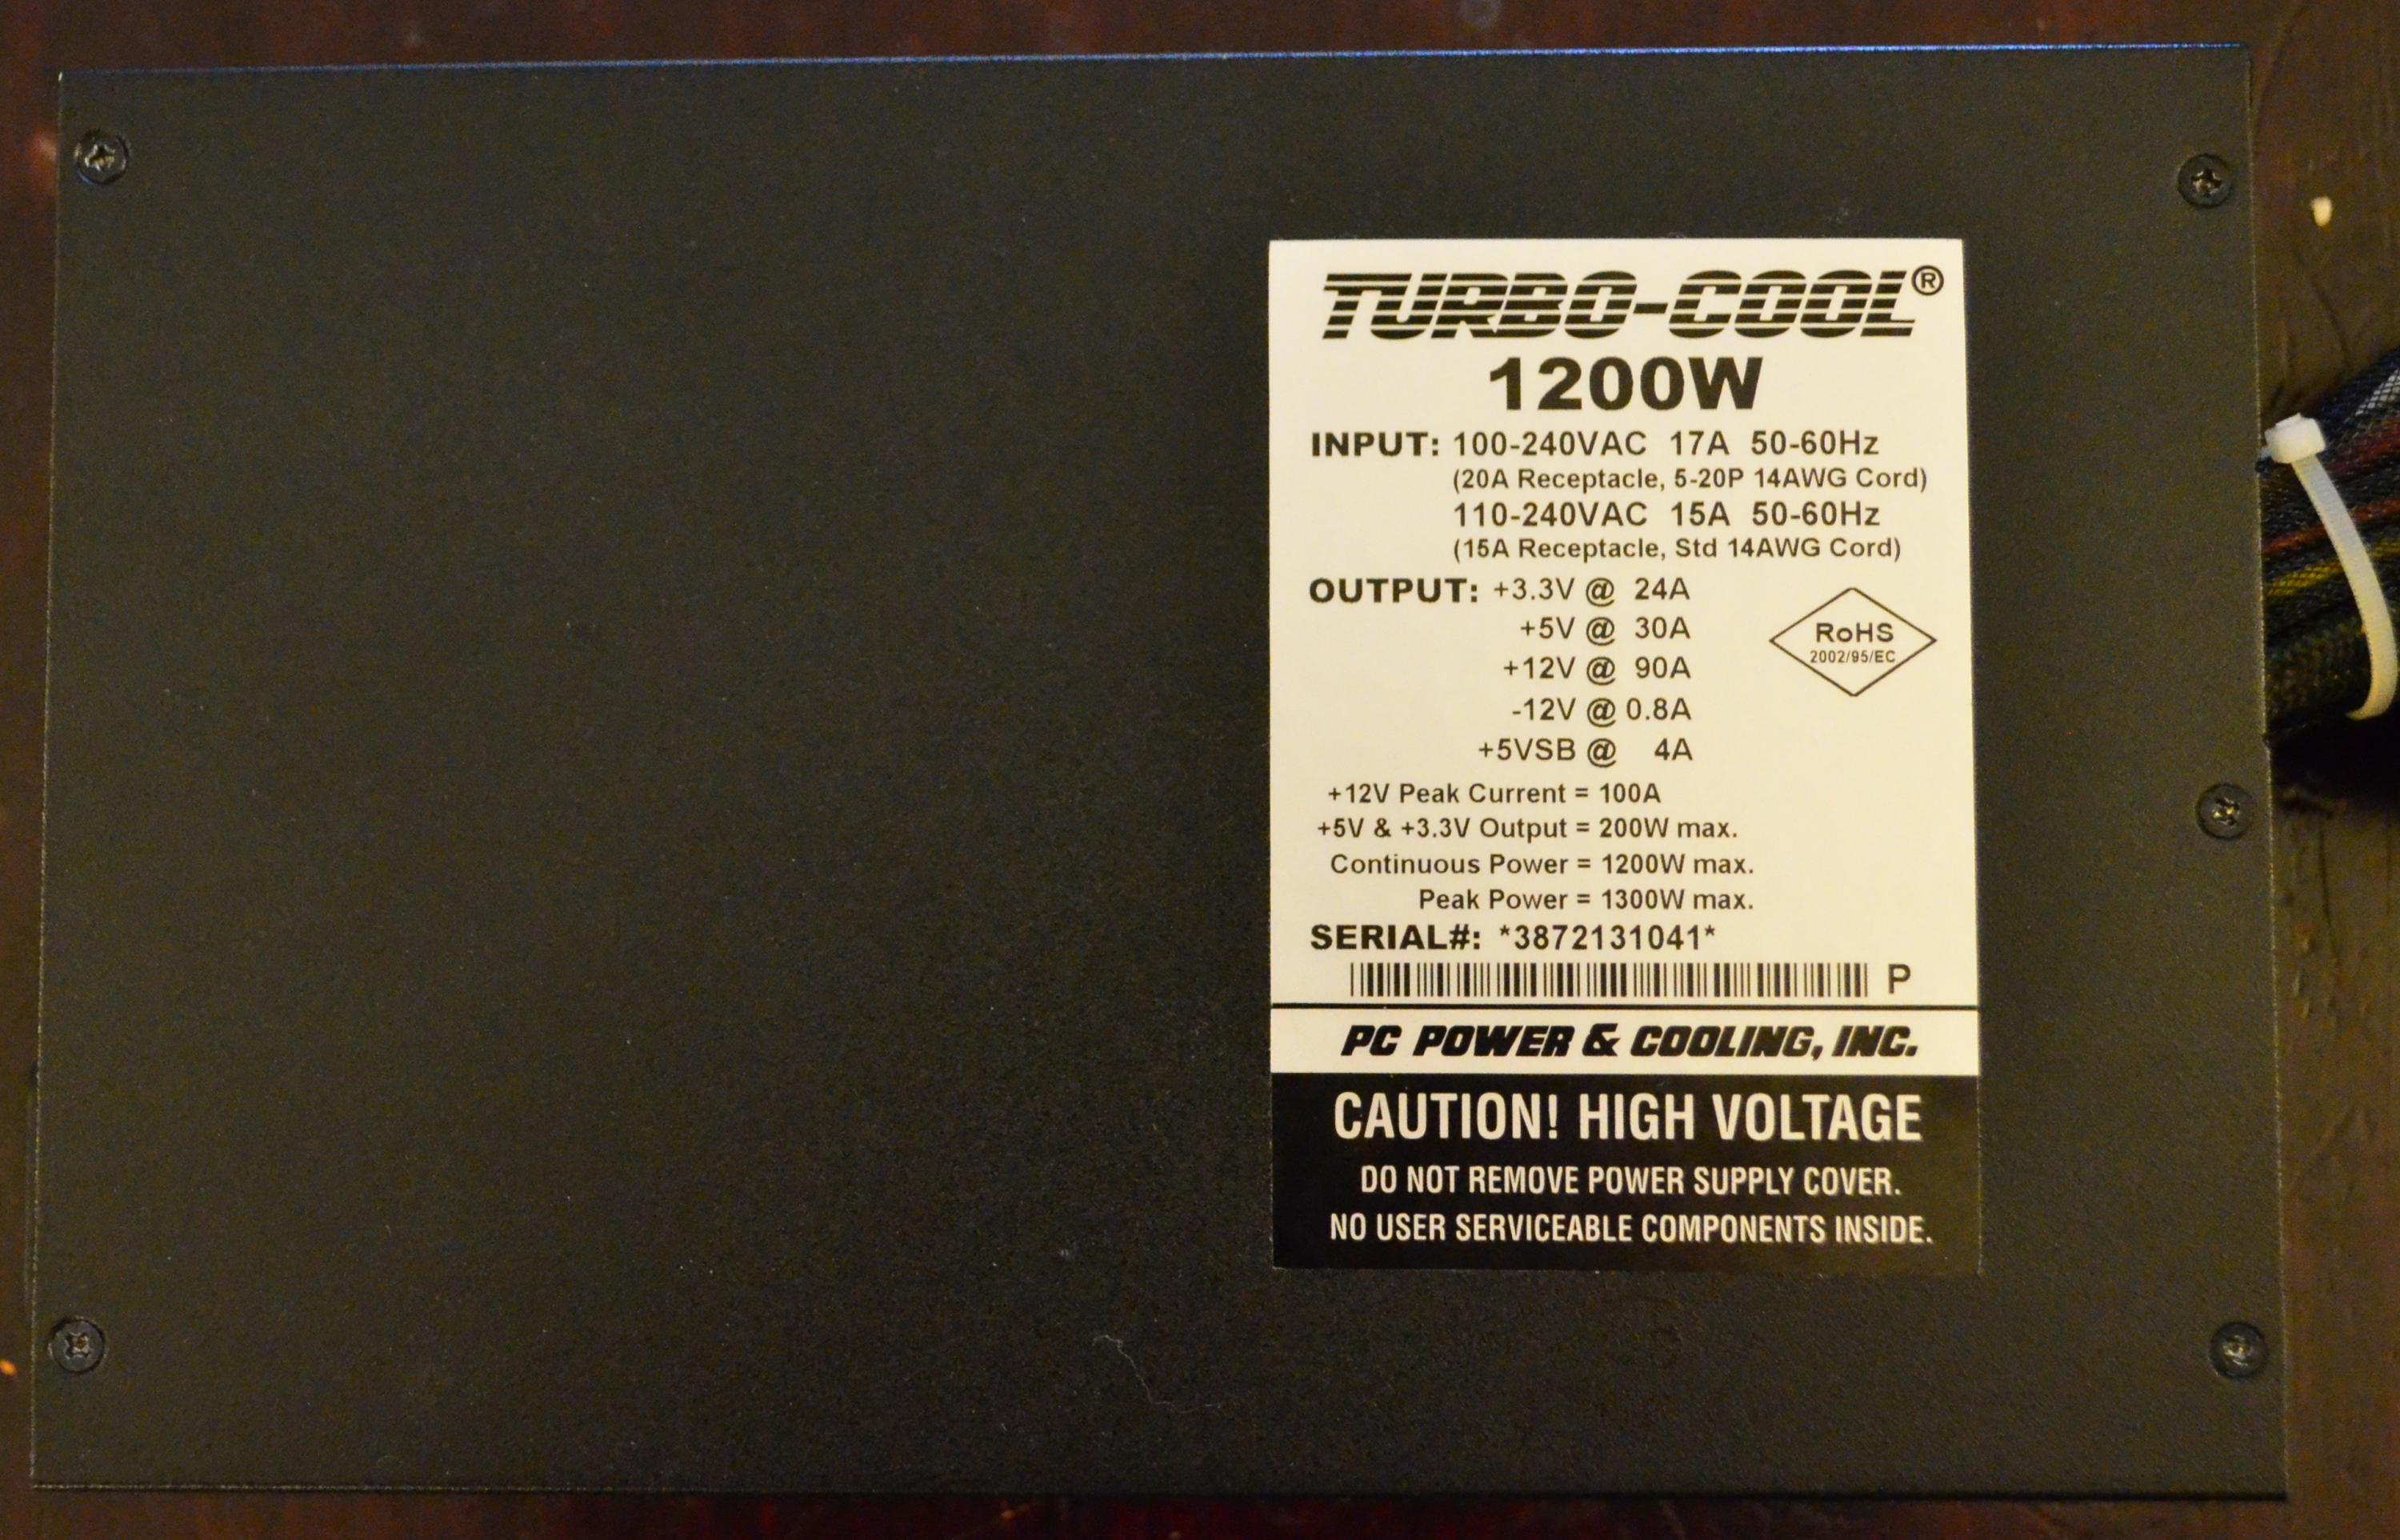 TURBO-COOL®
1200W
INPUT: 100-240VAC 17A 50-60Hz
(20A Receptacle, 5-20P 14AWG Cord)
110-240VAC 15A 50-60Hz
(15A Receptacle, Std 14AWG Cord)
OUTPUT: +3.3V @ 24A
+5V @ 30A
+12V @ 90A
-12V @ 0.8A
+5VSB @ 4A
RoHS
2002/95/EC
+12V Peak Current = 100A
+5V & +3.3V Output = 200W max.
Continuous Power = 1200W max.
Peak Power = 1300W max.
SERIAL#: *3872131041*
P
PC POWER & COOLING, INC.
CAUTION! HIGH VOLTAGE
DO NOT REMOVE POWER SUPPLY COVER.
NO USER SERVICEABLE COMPONENTS INSIDE.